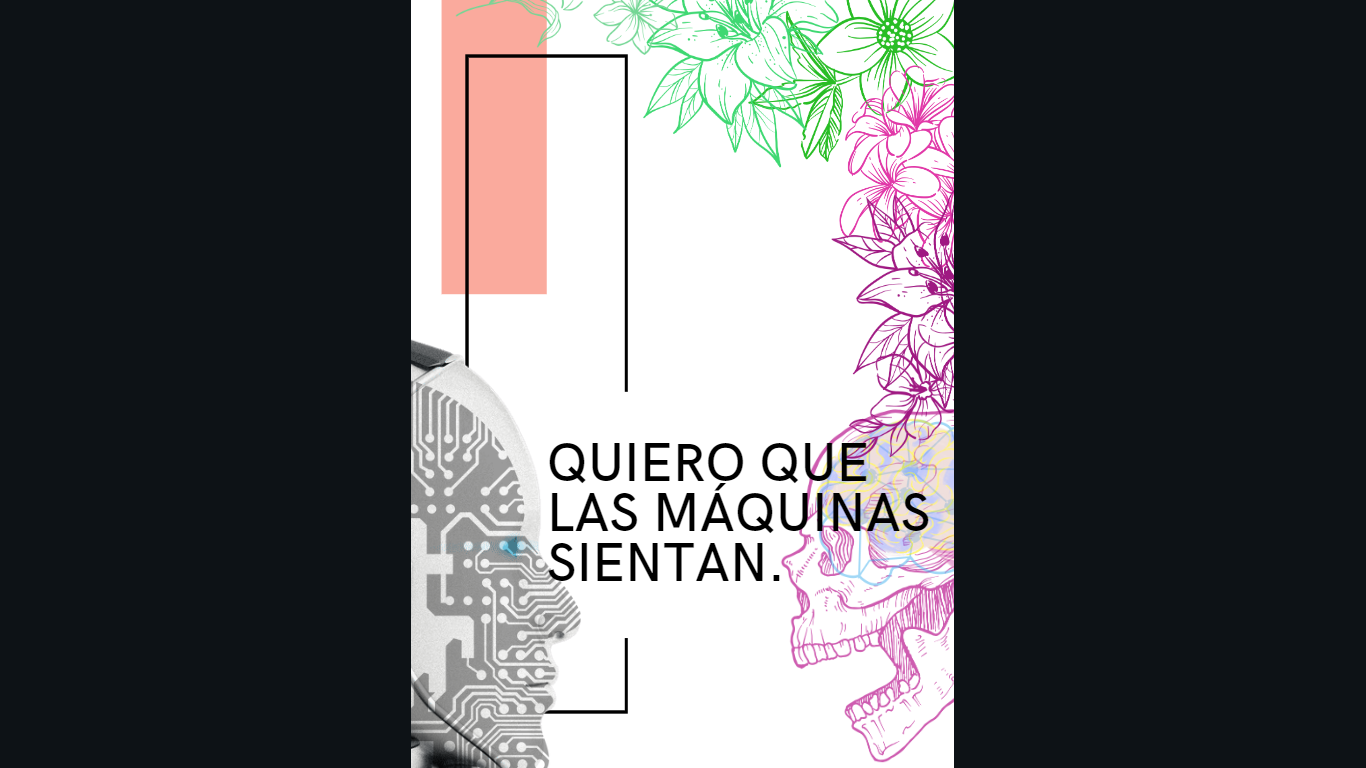 QUIERO QUE
LAS MÁQUINAS
SIENTAN.